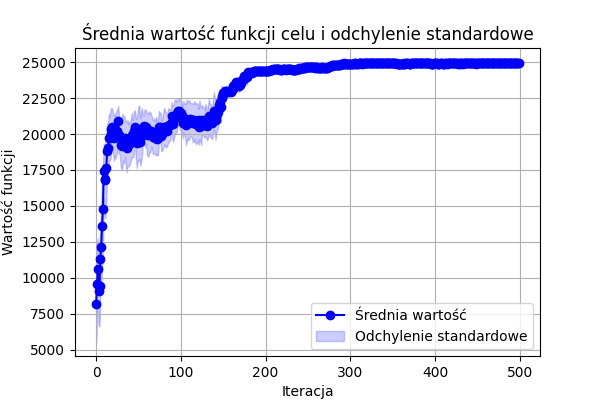 Średnia wartość funkcji celu i odchylenie standardowe
Wartość funkcji
25000
22500
20000
17500
15000
12500
10000
7500
5000
0 100 200 300 400 500
Iteracja
Średnia wartość
Odchylenie standardowe